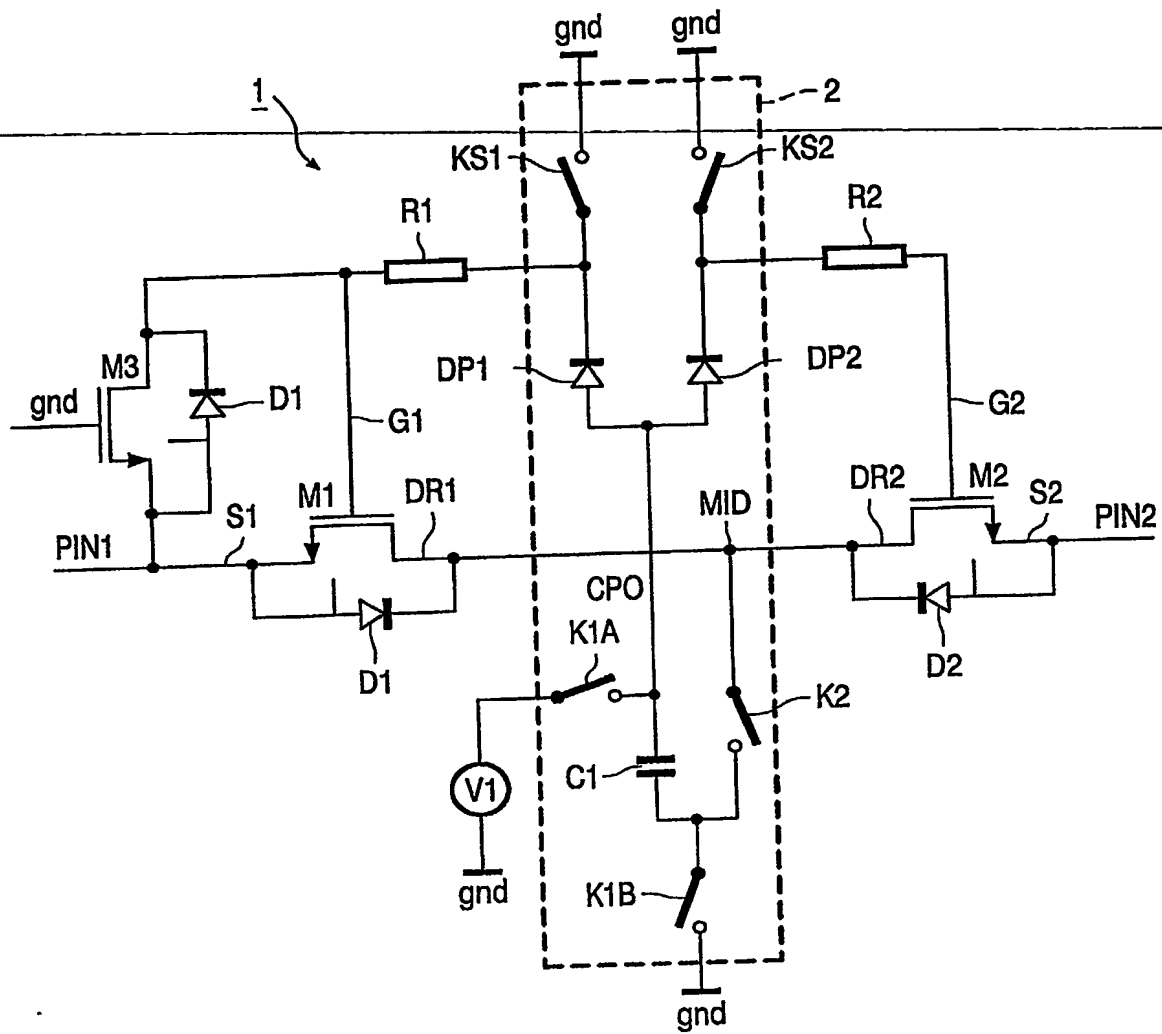 gnd
gnd
1
2
KS1
KS2
R1
R2
M3
D1
gnd
DP1
DP2
G1
G2
M1
DR1
S1
PIN1
MID
DR2
M2
S2
PIN2
CPO
D1
K1A
D2
K2
C1
V1
gnd
K1B
gnd